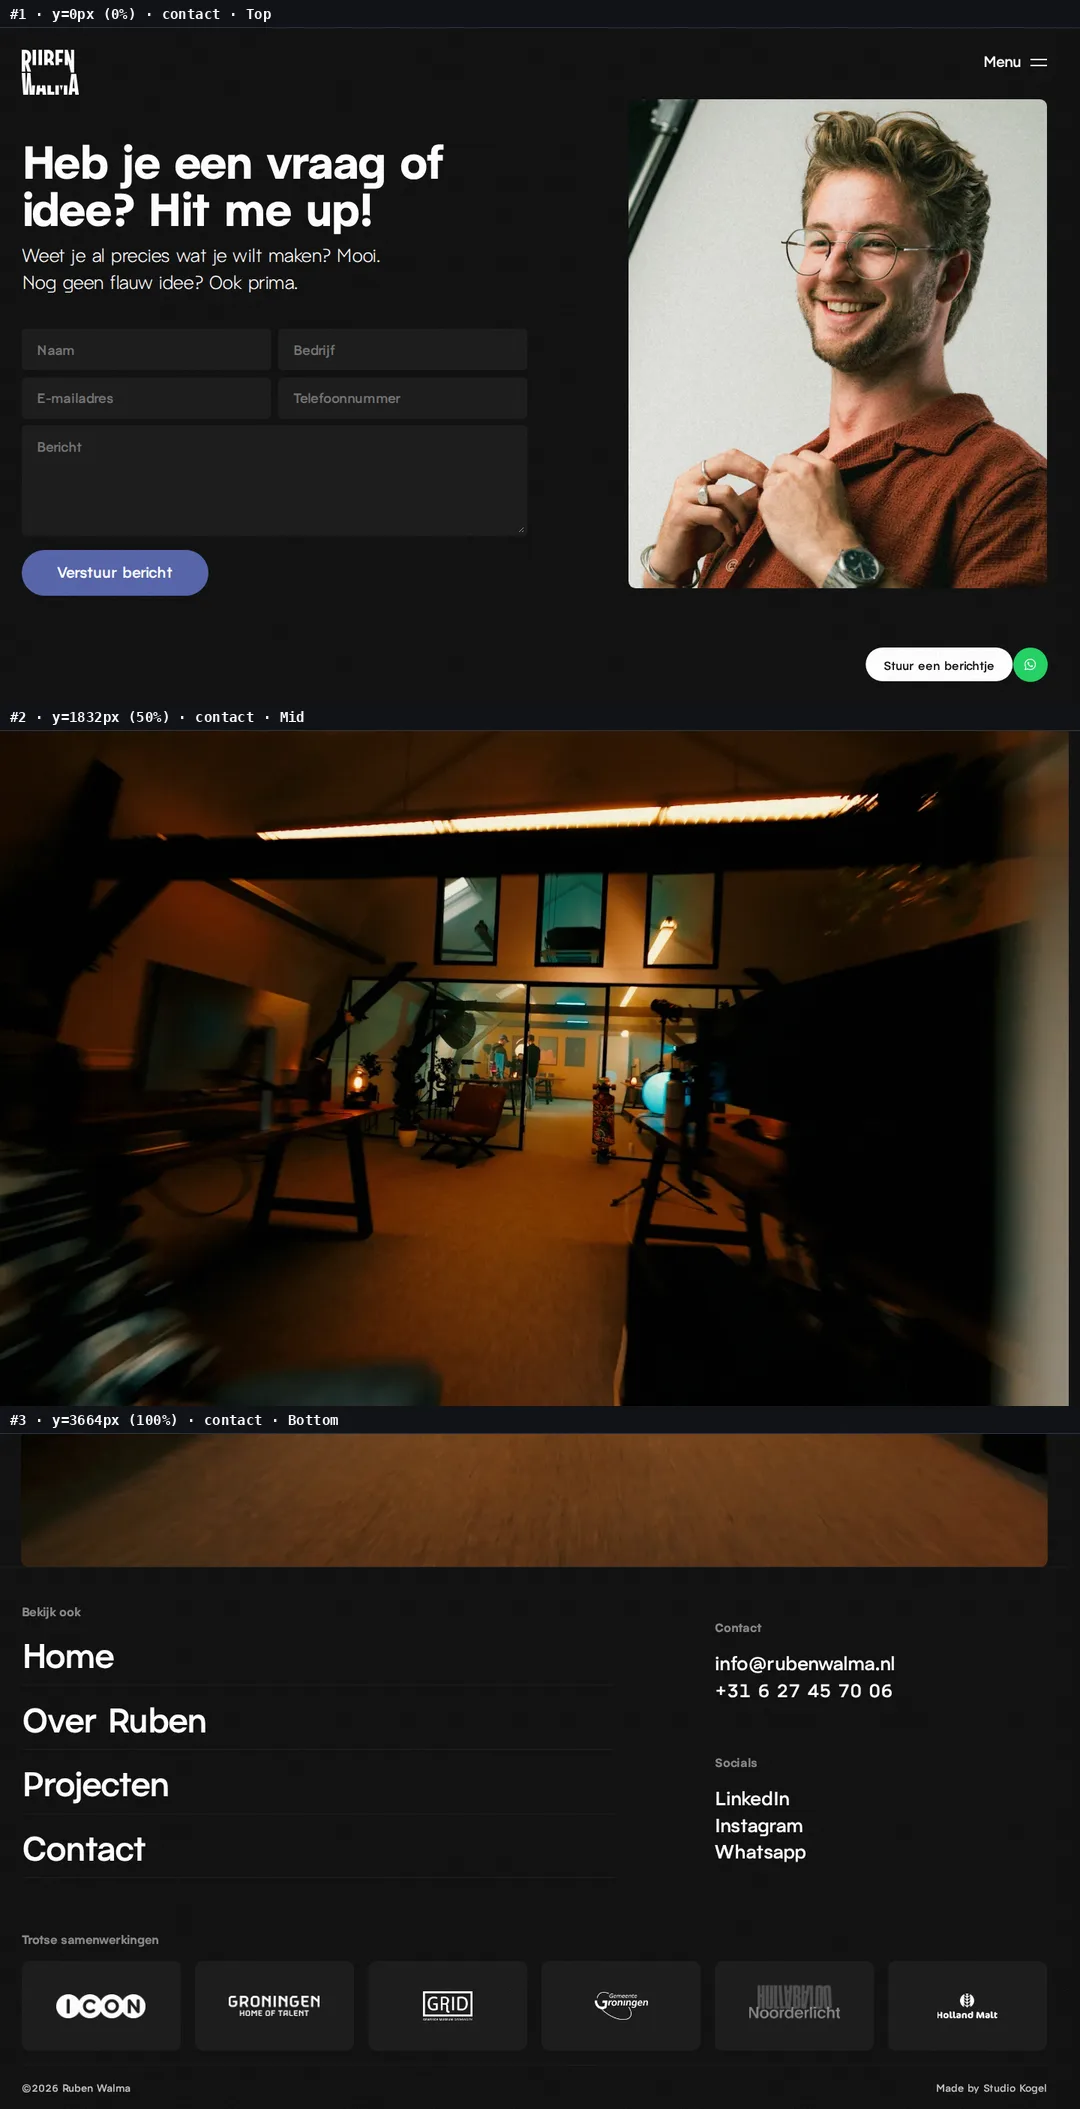 #1 · y=0px (0%) · contact · Top
RUBEN
WALMA
Menu
Heb je een vraag of
idee? Hit me up!
Weet je al precies wat je wilt maken? Mooi.
Nog geen flauw idee? Ook prima.
Naam
Bedrijf
E-mailadres
Telefoonnummer
Bericht
Verstuur bericht
Stuur een berichtje
#2 · y=1832px (50%) · contact · Mid
#3 · y=3664px (100%) · contact · Bottom
Bekijk ook
Home
Over Ruben
Projecten
Contact
Contact
info@rubenwalma.nl
+31 6 27 45 70 06
Socials
LinkedIn
Instagram
Whatsapp
Trotse samenwerkingen
ICON
GRONINGEN
HOME OF TALENT
GRID
Gemeente
Groningen
Noorderlicht
Holland Malt
©2026 Ruben Walma
Made by Studio Kogel